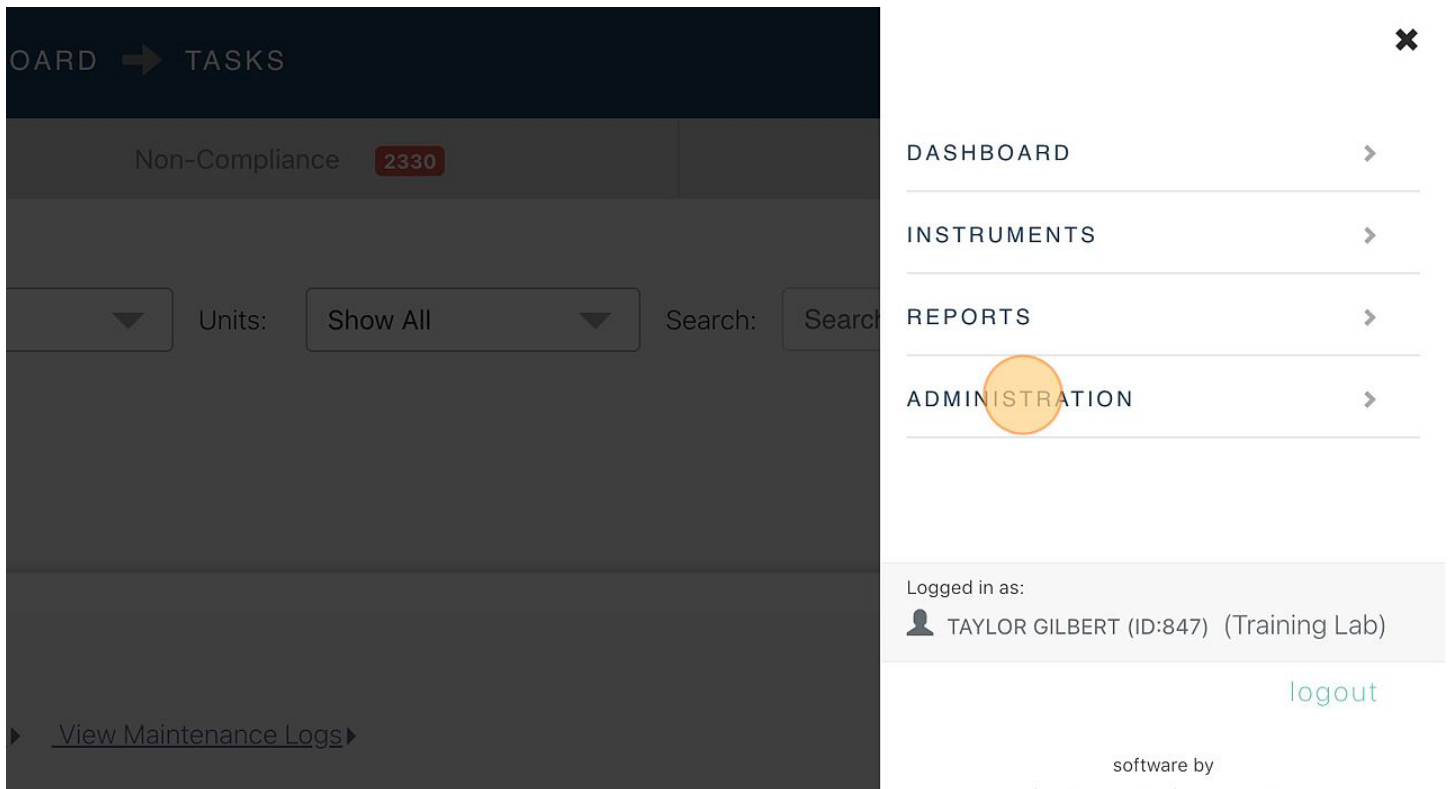 OARD TASKS
Non-Compliance 2330
Units: Show All Search: Search
View Maintenance Logs
DASHBOARD
INSTRUMENTS
REPORTS
ADMINISTRATION
Logged in as:
TAYLOR GILBERT (ID:847) (Training Lab)
logout
software by